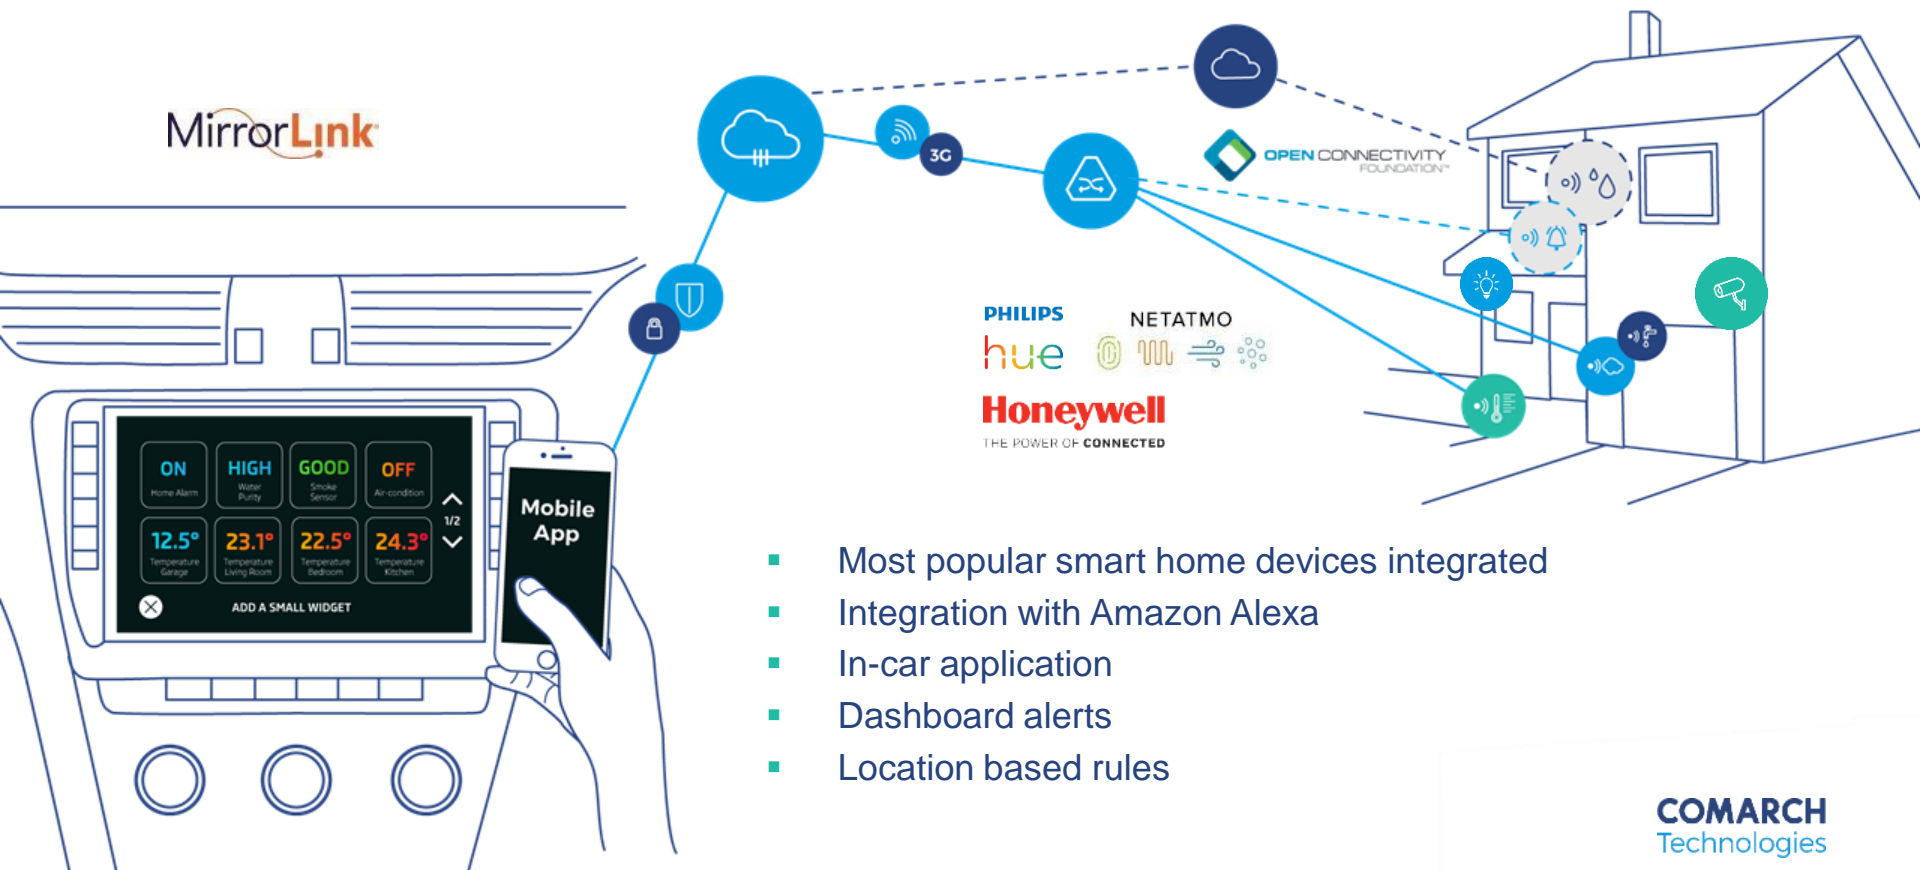 MirrorLink
3G
OPEN CONNECTIVITY
FOUNDATION™
PHILIPS
hue
NETATMO
Honeywell
THE POWER OF CONNECTED
ON
Home Alarm
HIGH
Water
Purity
GOOD
Smoke
Sensor
OFF
Air-condition
1/2
12.5°
Temperature
Garage
23.1°
Temperature
Living Room
22.5°
Temperature
Bedroom
24.3°
Temperature
Kitchen
ADD A SMALL WIDGET
Mobile
App
▪ Most popular smart home devices integrated
▪ Integration with Amazon Alexa
▪ In-car application
▪ Dashboard alerts
▪ Location based rules
COMARCH
Technologies